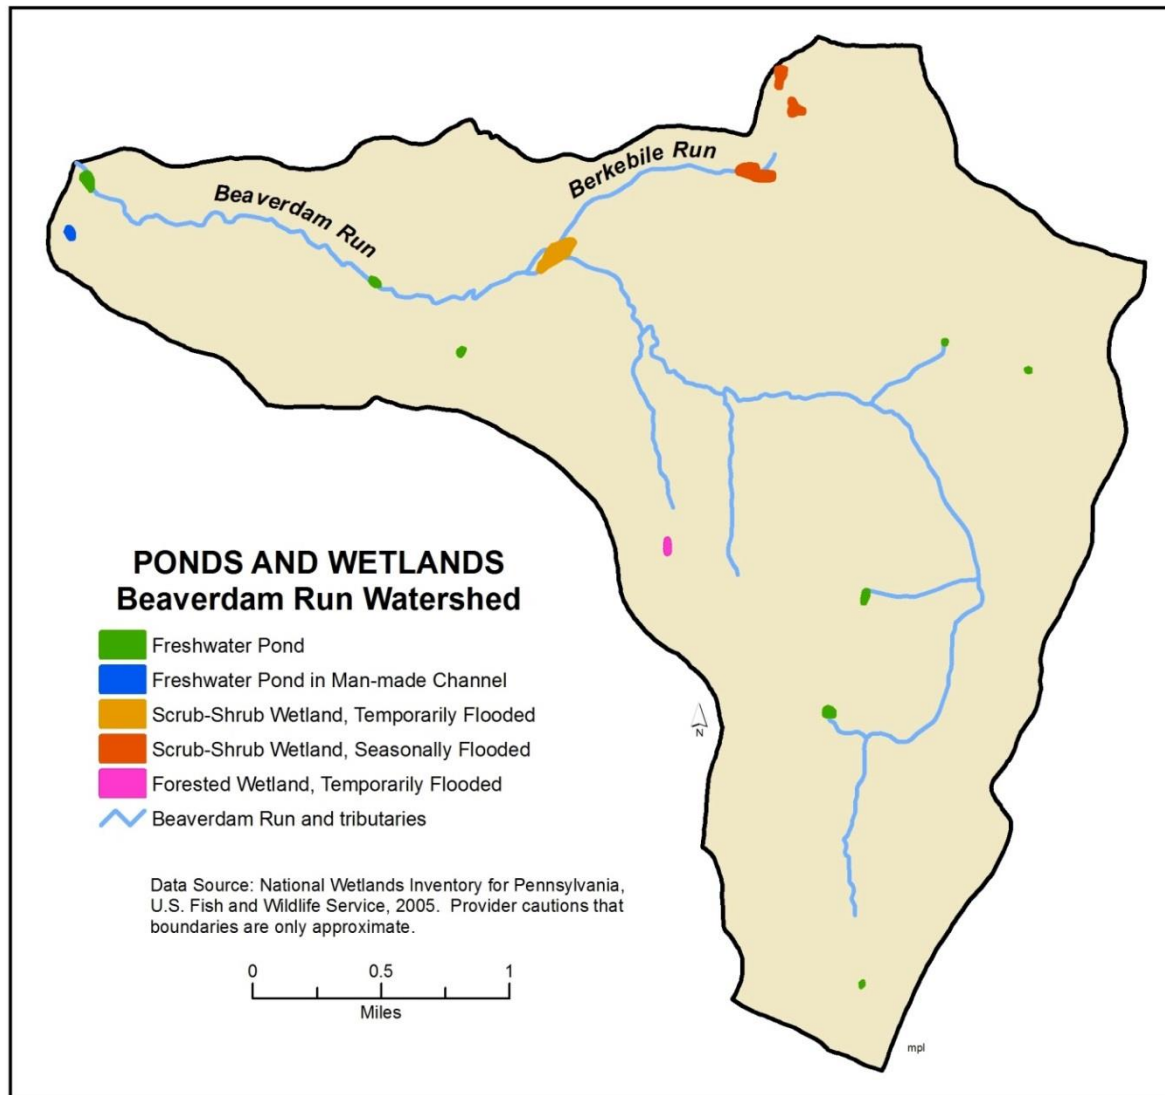 Beaverdam Run
Berkebile Run
PONDS AND WETLANDS
Beaverdam Run Watershed
Freshwater Pond
Freshwater Pond in Man-made Channel
Scrub-Shrub Wetland, Temporarily Flooded
Scrub-Shrub Wetland, Seasonally Flooded
Forested Wetland, Temporarily Flooded
Beaverdam Run and tributaries
N
Data Source: National Wetlands Inventory for Pennsylvania,
U.S. Fish and Wildlife Service, 2005.  Provider cautions that
boundaries are only approximate.
0 0.5 1
Miles
mpl